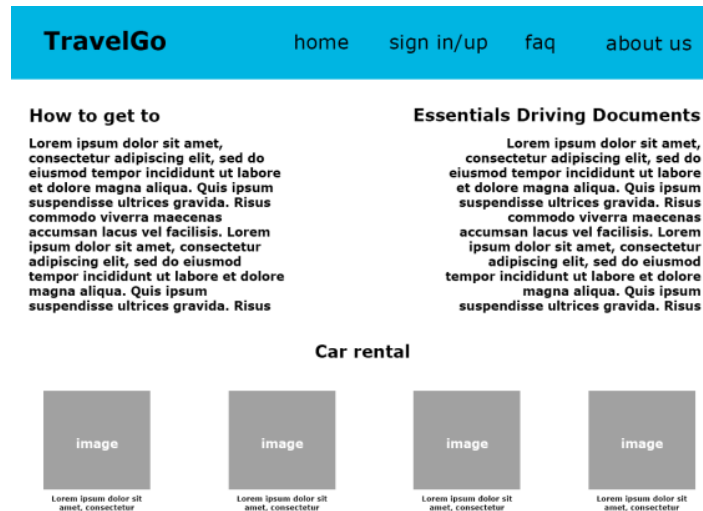 TravelGo home sign in/up faq about us
How to get to
Lorem ipsum dolor sit amet,
consectetur adipiscing elit, sed do
eiusmod tempor incididunt ut labore
et dolore magna aliqua. Quis ipsum
suspendisse ultrices gravida. Risus
commodo viverra maecenas
accumsan lacus vel facilisis. Lorem
ipsum dolor sit amet, consectetur
adipiscing elit, sed do eiusmod
tempor incididunt ut labore et dolore
magna aliqua. Quis ipsum
suspendisse ultrices gravida. Risus
Essentials Driving Documents
Lorem ipsum dolor sit amet,
consectetur adipiscing elit, sed do
eiusmod tempor incididunt ut labore
et dolore magna aliqua. Quis ipsum
suspendisse ultrices gravida. Risus
commodo viverra maecenas
accumsan lacus vel facilisis. Lorem
ipsum dolor sit amet, consectetur
adipiscing elit, sed do eiusmod
tempor incididunt ut labore et dolore
magna aliqua. Quis ipsum
suspendisse ultrices gravida. Risus
Car rental
image
Lorem ipsum dolor sit
amet, consectetur
image
Lorem ipsum dolor sit
amet, consectetur
image
Lorem ipsum dolor sit
amet, consectetur
image
Lorem ipsum dolor sit
amet, consectetur